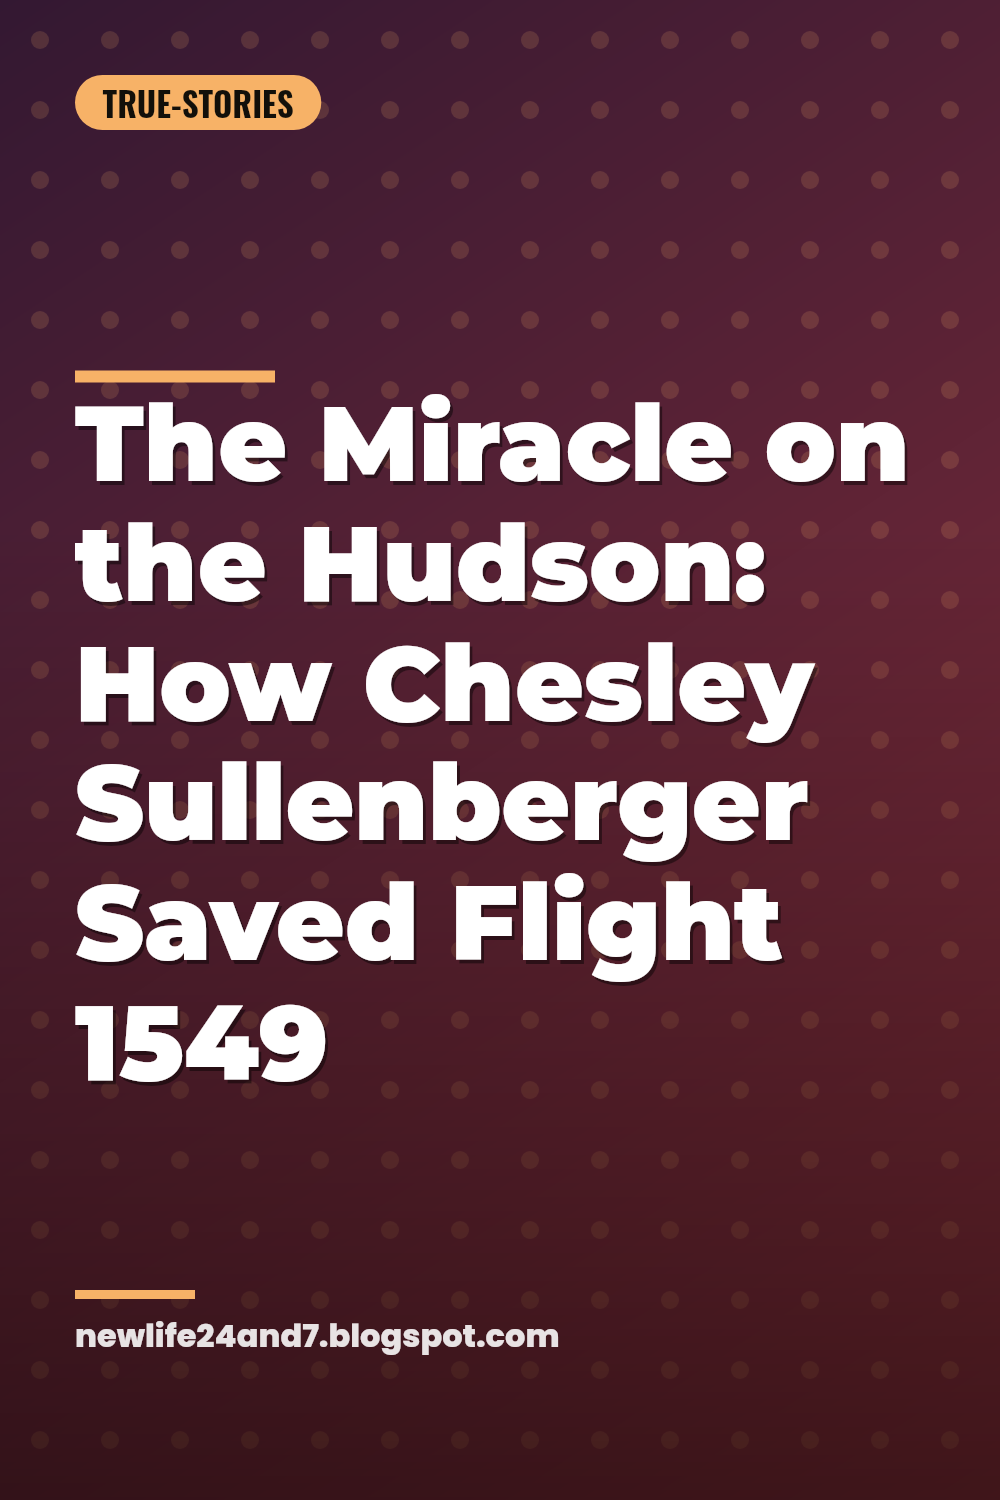 TRUE-STORIES
The Miracle on
the Hudson:
How Chesley
Sullenberger
Saved Flight
1549
newlife24and7.blogspot.com